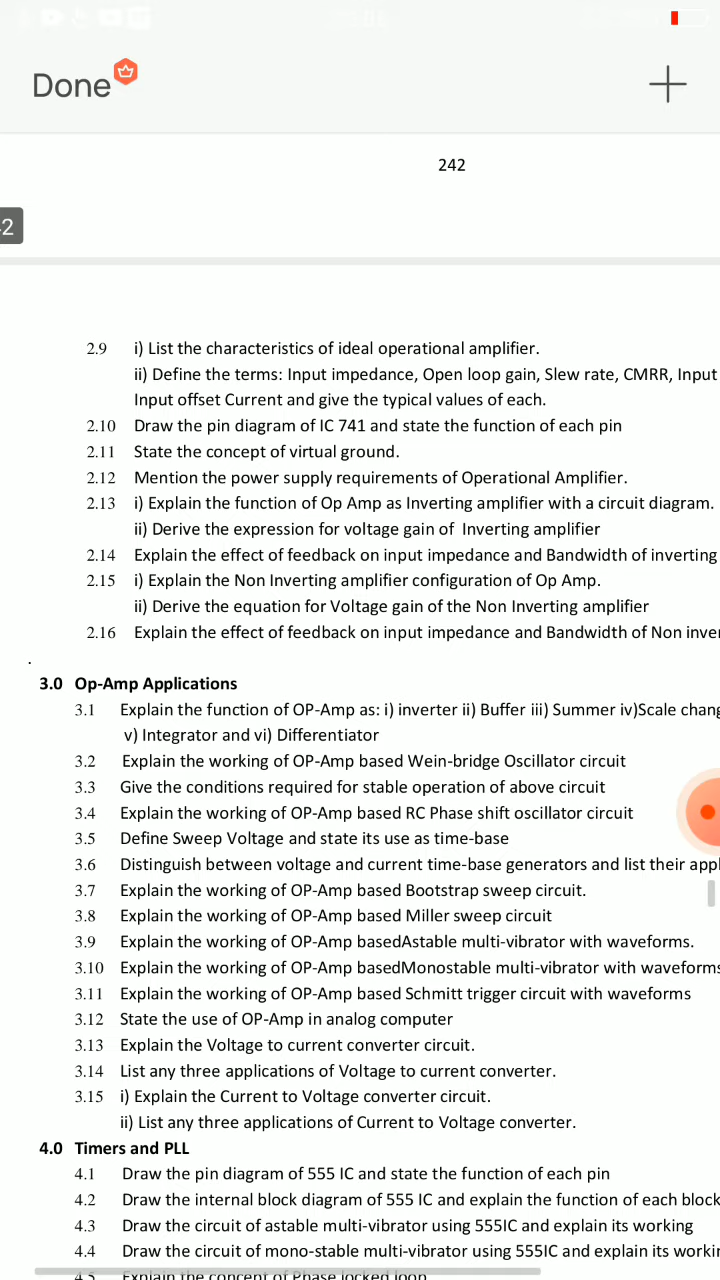 Done
242
2
2.9 i) List the characteristics of ideal operational amplifier.
ii) Define the terms: Input impedance, Open loop gain, Slew rate, CMRR, Input
Input offset Current and give the typical values of each.
2.10 Draw the pin diagram of IC 741 and state the function of each pin
2.11 State the concept of virtual ground.
2.12 Mention the power supply requirements of Operational Amplifier.
2.13 i) Explain the function of Op Amp as Inverting amplifier with a circuit diagram.
ii) Derive the expression for voltage gain of Inverting amplifier
2.14 Explain the effect of feedback on input impedance and Bandwidth of inverting
2.15 i) Explain the Non Inverting amplifier configuration of Op Amp.
ii) Derive the equation for Voltage gain of the Non Inverting amplifier
2.16 Explain the effect of feedback on input impedance and Bandwidth of Non inve
.
3.0 Op-Amp Applications
3.1 Explain the function of OP-Amp as: i) inverter ii) Buffer iii) Summer iv)Scale chang
v) Integrator and vi) Differentiator
3.2 Explain the working of OP-Amp based Wein-bridge Oscillator circuit
3.3 Give the conditions required for stable operation of above circuit
3.4 Explain the working of OP-Amp based RC Phase shift oscillator circuit
3.5 Define Sweep Voltage and state its use as time-base
3.6 Distinguish between voltage and current time-base generators and list their appl
3.7 Explain the working of OP-Amp based Bootstrap sweep circuit.
3.8 Explain the working of OP-Amp based Miller sweep circuit
3.9 Explain the working of OP-Amp basedAstable multi-vibrator with waveforms.
3.10 Explain the working of OP-Amp basedMonostable multi-vibrator with waveforms
3.11 Explain the working of OP-Amp based Schmitt trigger circuit with waveforms
3.12 State the use of OP-Amp in analog computer
3.13 Explain the Voltage to current converter circuit.
3.14 List any three applications of Voltage to current converter.
3.15 i) Explain the Current to Voltage converter circuit.
ii) List any three applications of Current to Voltage converter.
4.0 Timers and PLL
4.1 Draw the pin diagram of 555 IC and state the function of each pin
4.2 Draw the internal block diagram of 555 IC and explain the function of each block
4.3 Draw the circuit of astable multi-vibrator using 555IC and explain its working
4.4 Draw the circuit of mono-stable multi-vibrator using 555IC and explain its workin
4.5 Explain the concept of Phase locked loop